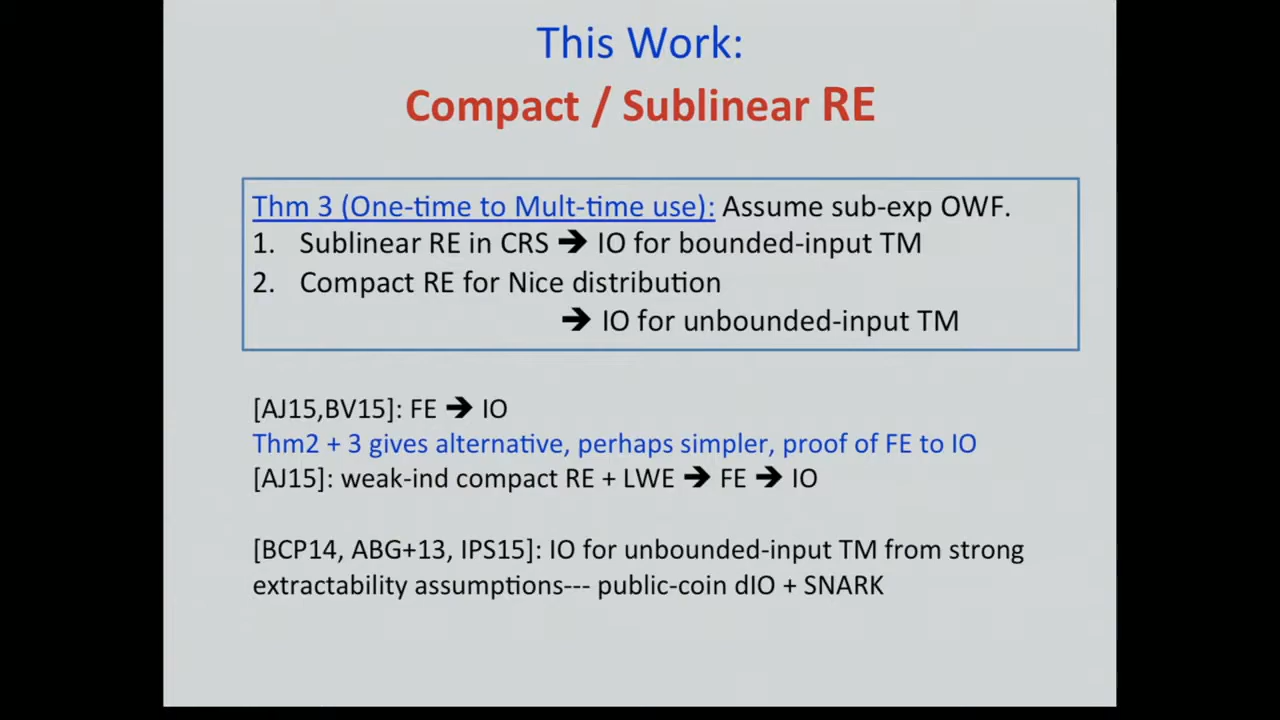 This Work:
Compact / Sublinear RE
Thm 3 (One-time to Mult-time use): Assume sub-exp OWF.
1. Sublinear RE in CRS ➔ IO for bounded-input TM
2. Compact RE for Nice distribution
➔ IO for unbounded-input TM
[AJ15,BV15]: FE ➔ IO
Thm2 + 3 gives alternative, perhaps simpler, proof of FE to IO
[AJ15]: weak-ind compact RE + LWE ➔ FE ➔ IO
[BCP14, ABG+13, IPS15]: IO for unbounded-input TM from strong
extractability assumptions--- public-coin dIO + SNARK